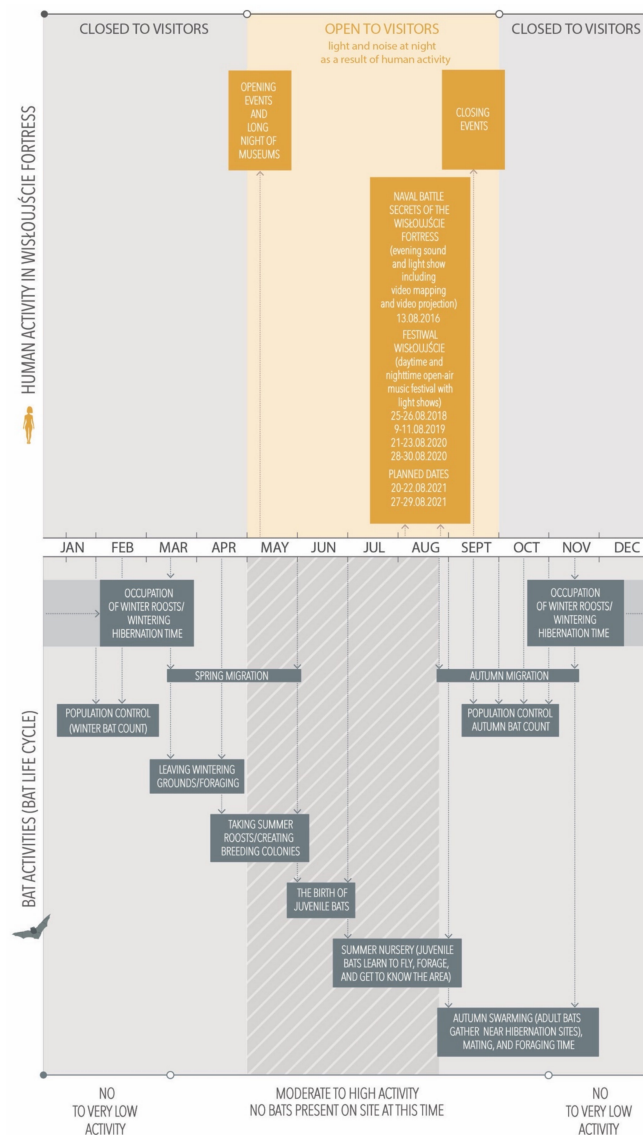 CLOSED TO VISITORS
OPEN TO VISITORS
light and noise at night
as a result of human activity
CLOSED TO VISITORS
HUMAN ACTIVITY IN WISŁOUJŚCIE FORTRESS
OPENING
EVENTS
AND
LONG
NIGHT OF
MUSEUMS
CLOSING
EVENTS
NAVAL BATTLE
SECRETS OF THE
WISŁOUJŚCIE
FORTRESS
(evening sound
and light show
including
video mapping
and video projection)
13.08.2016
FESTIWAL
WISŁOUJŚCIE
(daytime and
nighttime open-air
music festival with
light shows)
25-26.08.2018
9-11.08.2019
21-23.08.2020
28-30.08.2020
PLANNED DATES
20-22.08.2021
27-29.08.2021
JAN FEB MAR APR MAY JUN JUL AUG SEPT OCT NOV DEC
BAT ACTIVITIES (BAT LIFE CYCLE)
OCCUPATION
OF WINTER ROOSTS/
WINTERING
HIBERNATION TIME
OCCUPATION
OF WINTER ROOSTS/
WINTERING
HIBERNATION TIME
SPRING MIGRATION
AUTUMN MIGRATION
POPULATION CONTROL
(WINTER BAT COUNT)
POPULATION CONTROL
AUTUMN BAT COUNT
LEAVING WINTERING
GROUNDS/FORAGING
TAKING SUMMER
ROOSTS/CREATING
BREEDING COLONIES
THE BIRTH OF
JUVENILE BATS
SUMMER NURSERY (JUVENILE
BATS LEARN TO FLY, FORAGE,
AND GET TO KNOW THE AREA)
AUTUMN SWARMING (ADULT BATS
GATHER NEAR HIBERNATION SITES),
MATING, AND FORAGING TIME
NO
TO VERY LOW
ACTIVITY
MODERATE TO HIGH ACTIVITY
NO BATS PRESENT ON SITE AT THIS TIME
NO
TO VERY LOW
ACTIVITY